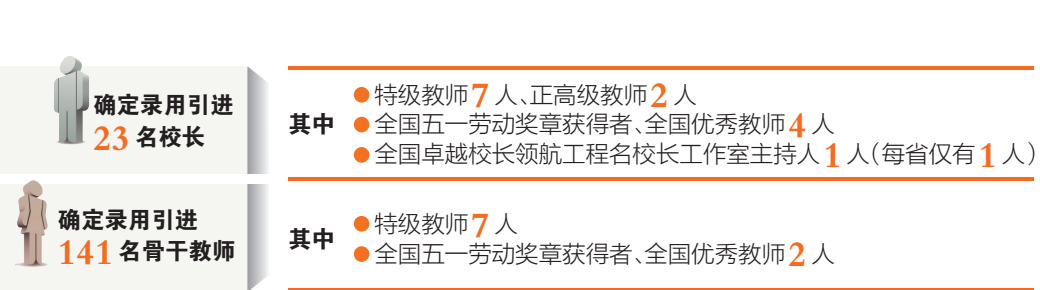 确定录用引进
23 名校长
其中
●特级教师7人、正高级教师2人
●全国五一劳动奖章获得者、全国优秀教师4人
●全国卓越校长领航工程名校长工作室主持人1人(每省仅有1人)
确定录用引进
141 名骨干教师
其中
●特级教师7人
●全国五一劳动奖章获得者、全国优秀教师2人